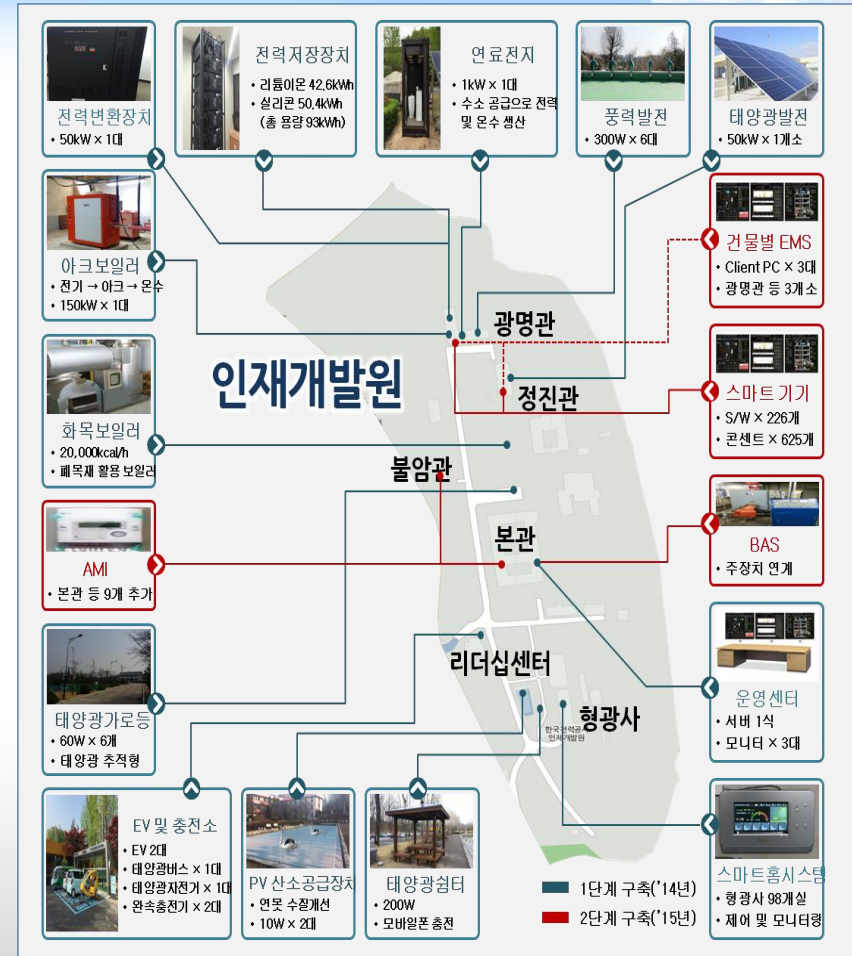 전력변환장치
• 50kW × 1대
전력저장장치
• 리튬이온 42.6kWh
• 실리콘 50.4kWh
(총 용량 93kWh)
연료전지
• 1kW × 1대
• 수소 공급으로 전력
및 온수 생산
풍력발전
• 300W × 6대
태양광발전
• 50kW × 1개소
아크보일러
• 전기 → 아크 → 온수
• 150kW × 1대
건물별 EMS
• Client PC × 3대
• 광명관 등 3개소
광명관
인재개발원
정진관
스마트기기
• S/W × 226개
• 콘센트 × 625개
화목보일러
• 20,000kcal/h
• 폐목재 활용 보일러
불암관
본관
AMI
• 본관 등 9개 추가
BAS
• 주장치 연계
리더십센터
태양광가로등
• 60W × 6개
• 태양광 추적형
형광사
한국전력공사
인재개발원
운영센터
• 서버 1식
• 모니터 × 3대
EV 및 충전소
• EV 2대
• 태양광버스 × 1대
• 태양광자전거 × 1대
• 완속충전기 × 2대
PV 산소공급장치
• 연못 수질개선
• 10W × 2대
태양광쉼터
• 200W
• 모바일폰 충전
스마트홈시스템
• 형광사 98개실
• 제어 및 모니터링
1단계 구축('14년)
2단계 구축('15년)